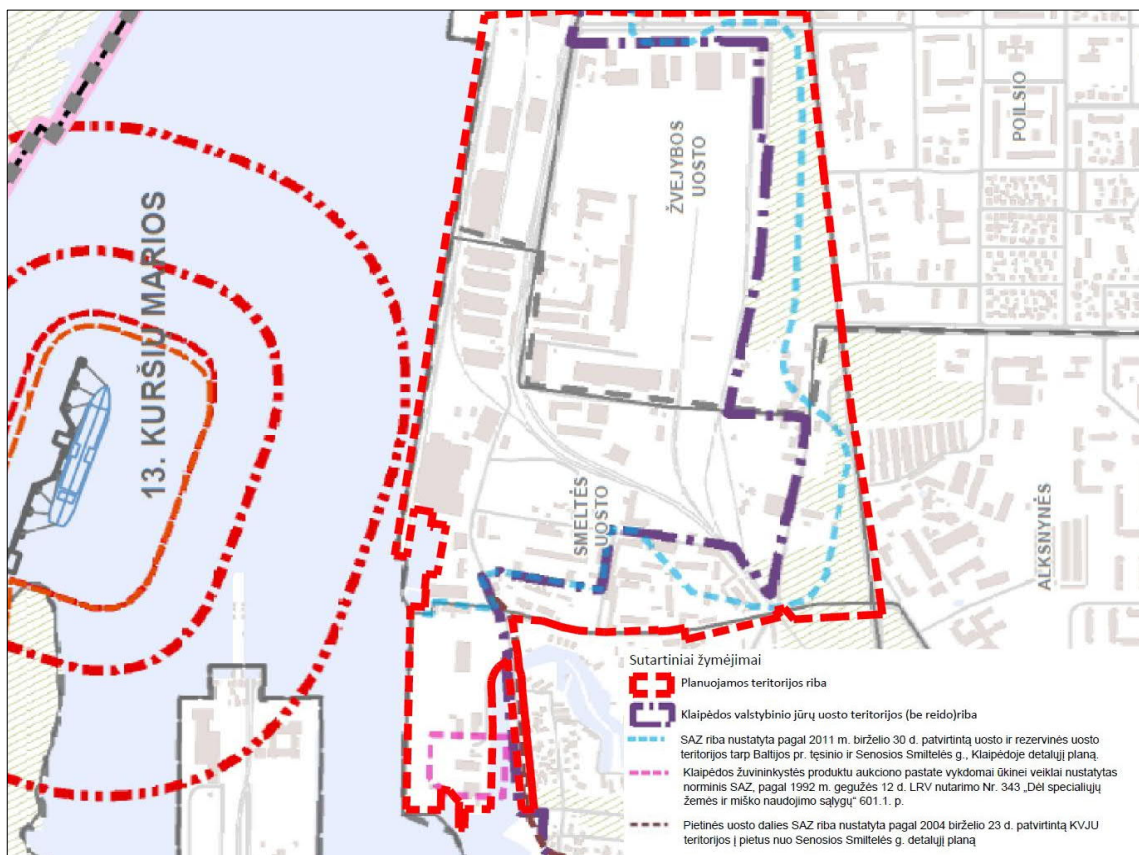 13. KURŠIŲ MARIOS
ŽVEJYBOS
UOSTO
POILSIO
SMELTĖS
UOSTO
ALKSNYNĖS
Sutartiniai žymėjimai
Planuojamos teritorijos riba
Klaipėdos valstybinio jūrų uosto teritorijos (be reido)riba
SAZ riba nustatyta pagal 2011 m. birželio 30 d. patvirtintą uosto ir rezervinės uosto
teritorijos tarp Baltijos pr. tęsinio ir Senosios Smiltelės g., Klaipėdoje detalųjį planą.
Klaipėdos žuvininkystės produktu aukciono pastate vykdomai ūkinei veiklai nustatytas
norminis SAZ, pagal 1992 m. gegužės 12 d. LRV nutarimo Nr. 343 „Dėl specialiųjų
žemės ir miško naudojimo sąlygų“ 601.1. p.
Pietinės uosto dalies SAZ riba nustatyta pagal 2004 birželio 23 d. patvirtintą KVJU
teritorijos į pietus nuo Senosios Smiltelės g. detalųjį planą